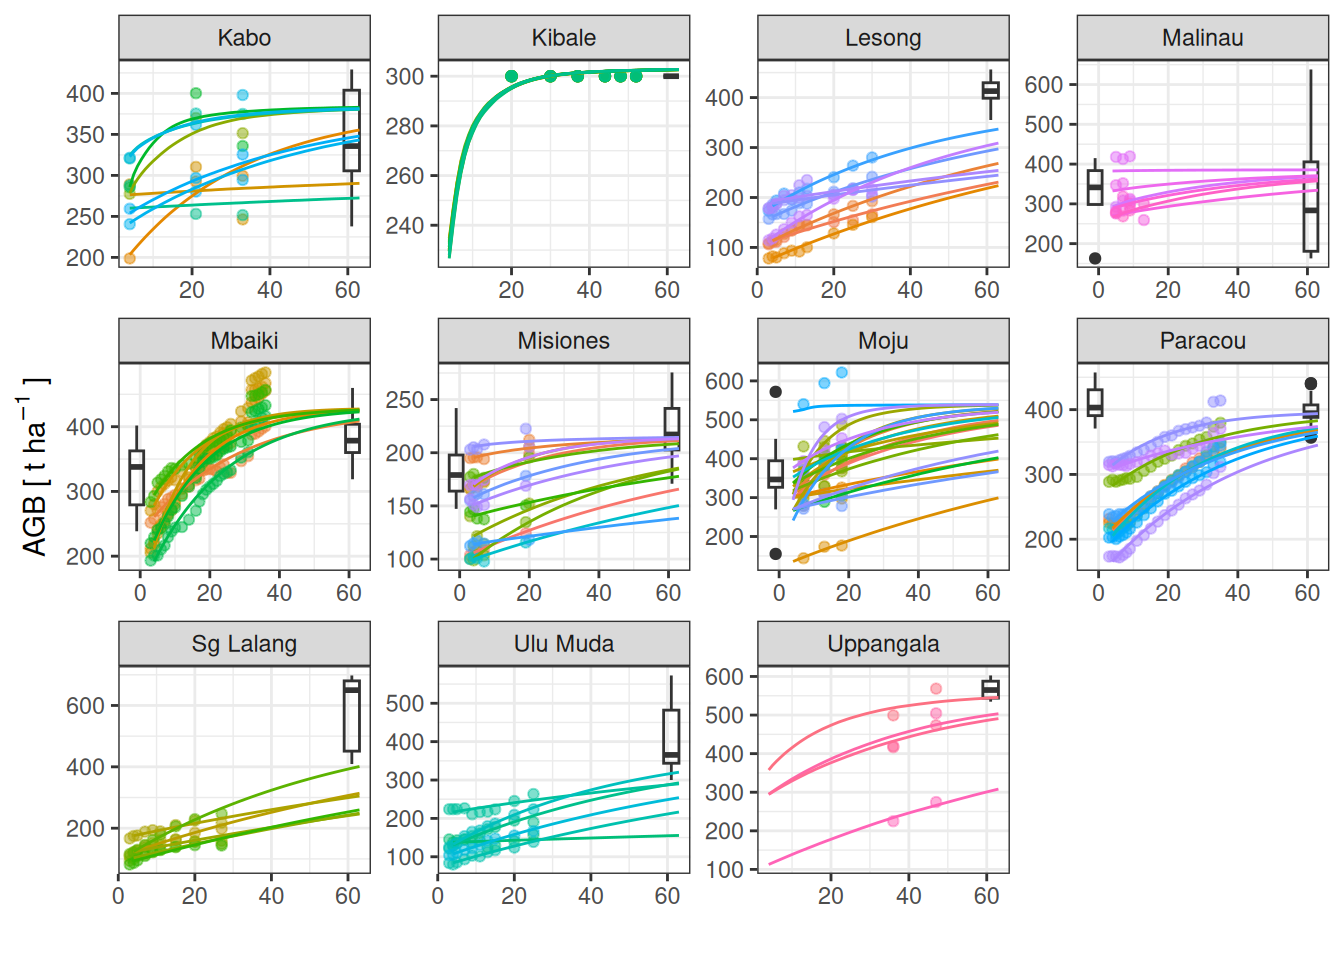 Kabo Kibale Lesong Malinau
400 350 300 250 200
300 280 260 240
400 300 200 100
600 500 400 300 200
20 40 60 20 40 60 0 20 40 60 0 20 40 60
Mbaiki Misiones Moju Paracou
AGB [ t ha⁻¹ ]
400 300 200
250 200 150 100
600 500 400 300 200
400 300 200
0 20 40 60 0 20 40 60 0 20 40 60 0 20 40 60
Sg Lalang Ulu Muda Uppangala
600 400 200
500 400 300 200 100
600 500 400 300 200 100
0 20 40 60 0 20 40 60 20 40 60